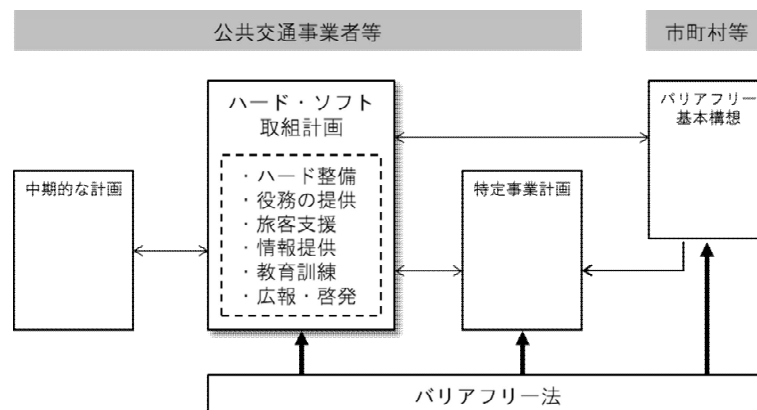 公共交通事業者等
市町村等
ハード・ソフト
取組計画
・ハード整備
・役務の提供
・旅客支援
・情報提供
・教育訓練
・広報・啓発
中期的な計画
特定事業計画
バリアフリー
基本構想
バリアフリー法